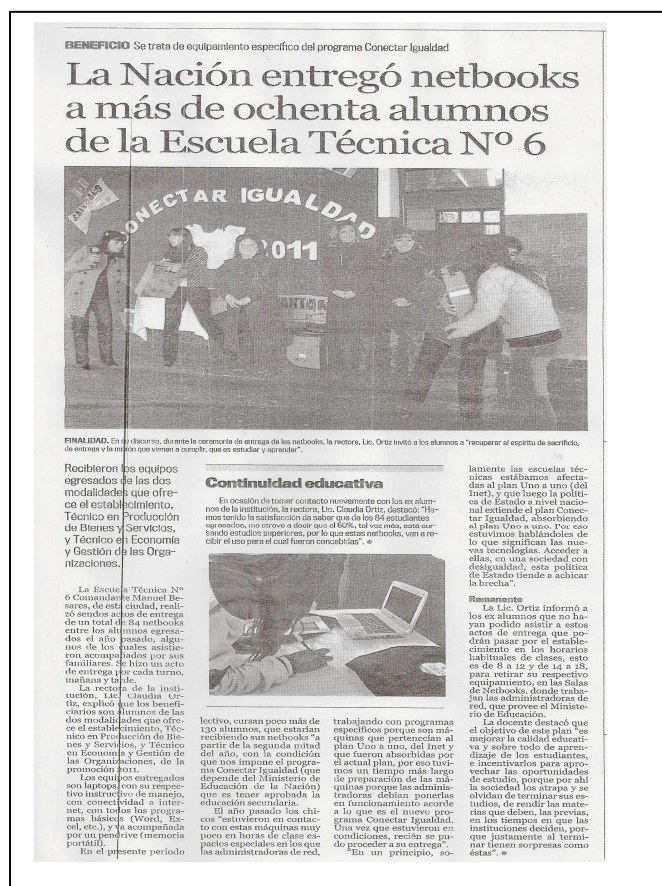 BENEFICIO Se trata de equipamiento específico del programa Conectar Igualdad
La Nación entregó netbooks
a más de ochenta alumnos
de la Escuela Técnica Nº 6
CONECTAR IGUALDAD
2011
FINALIDAD. En su discurso, durante la ceremonia de entrega de las netbooks, la rectora, Lic. Ortiz invitó a los alumnos a "recuperar el espíritu de sacrificio,
de entrega y la misión que vienen a cumplir, que es estudiar y aprender".
Recibieron los equipos
egresados de las dos
modalidades que ofre-
ce el establecimiento,
Técnico en Producción
de Bienes y Servicios,
y Técnico en Economía
y Gestión de las Orga-
nizaciones.
La Escuela Técnica Nº
6 Comandante Manuel Be-
sares, de esta ciudad, reali-
zó sendos actos de entrega
de un total de 84 netbooks
entre los alumnos egresa-
dos el año pasado, algu-
nos de los cuales asistie-
ron acompañados por sus
familiares. Se hizo un acto
de entrega por cada turno,
mañana y tarde.
La rectora de la insti-
tución, Lic. Claudia Or-
tiz, explicó que los benefi-
ciarios son alumnos de las
dos modalidades que ofre-
ce el establecimiento, Téc-
nico en Producción de Bie-
nes y Servicios, y Técnico
en Economía y Gestión de
las Organizaciones, de la
promoción 2011.
Los equipos entregados
son laptops, con su respec-
tivo instructivo de manejo,
con conectividad a inter-
net, con todos los progra-
mas básicos (Word, Ex-
cel, etc.), y va acompañada
por un pendrive (memoria
portátil).
En el presente período
Continuidad educativa
En ocasión de tomar contacto nuevamente con los ex alum-
nos de la institución, la rectora, Lic. Claudia Ortiz, destacó: "He-
mos tenido la satisfacción de saber que de los 84 estudiantes
egresados, me atrevo a decir que el 80%, tal vez más, está cur-
sando estudios superiores, por lo que estas netbooks, van a re-
cibir el uso para el cual fueron concebidas".
lectivo, cursan poco más de
130 alumnos, que estarían
recibiendo sus netbooks "a
partir de la segunda mitad
del año, con la condición
que nos impone el progra-
ma Conectar Igualdad (que
depende del Ministerio de
Educación de la Nación)
que es tener aprobada la
educación secundaria.
El año pasado los chi-
cos "estuvieron en contac-
to con estas máquinas muy
poco en horas de clase es-
pacios especiales en los que
las administradoras de red,
trabajando con programas
específicos porque son má-
quinas que pertenecían al
plan Uno a uno, del Inet y
que fueron absorbidas por
el actual plan, por eso tuvi-
mos un tiempo más largo
de preparación de las má-
quinas porque las adminis-
tradoras debían ponerlas
en funcionamiento acorde
a lo que es el nuevo pro-
grama Conectar Igualdad.
Una vez que estuvieron en
condiciones, recién se pu-
do proceder a su entrega".
"En un principio, so-
lamente las escuelas téc-
nicas estábamos afecta-
das al plan Uno a uno (del
Inet), y que luego la políti-
ca de Estado a nivel nacio-
nal extiende el plan Conec-
tar Igualdad, absorbiendo
al plan Uno a uno. Por eso
estuvimos hablándoles de
lo que significan las nue-
vas tecnologías. Acceder a
ellas, en una sociedad con
desigualdad, esta política
de Estado tiende a achicar
la brecha".
Remanente
La Lic. Ortiz informó a
los ex alumnos que no ha-
yan podido asistir a estos
actos de entrega que po-
drán pasar por el estable-
cimiento en los horarios
habituales de clases, esto
es de 8 a 12 y de 14 a 18,
para retirar su respectivo
equipamiento, en las Salas
de Netbooks, donde traba-
jan las administradoras de
red, que provee el Ministe-
rio de Educación.
La docente destacó que
el objetivo de este plan "es
mejorar la calidad educati-
va y sobre todo de apren-
dizaje de los estudiantes,
e incentivarlos para apro-
vechar las oportunidades
de estudio, porque por ahí
la sociedad los atrapa y se
olvidan de terminar sus es-
tudios, de rendir las mate-
rias que deben, las previas,
en los tiempos en que las
instituciones deciden, por-
que justamente al termi-
nar tienen sorpresas como
éstas".